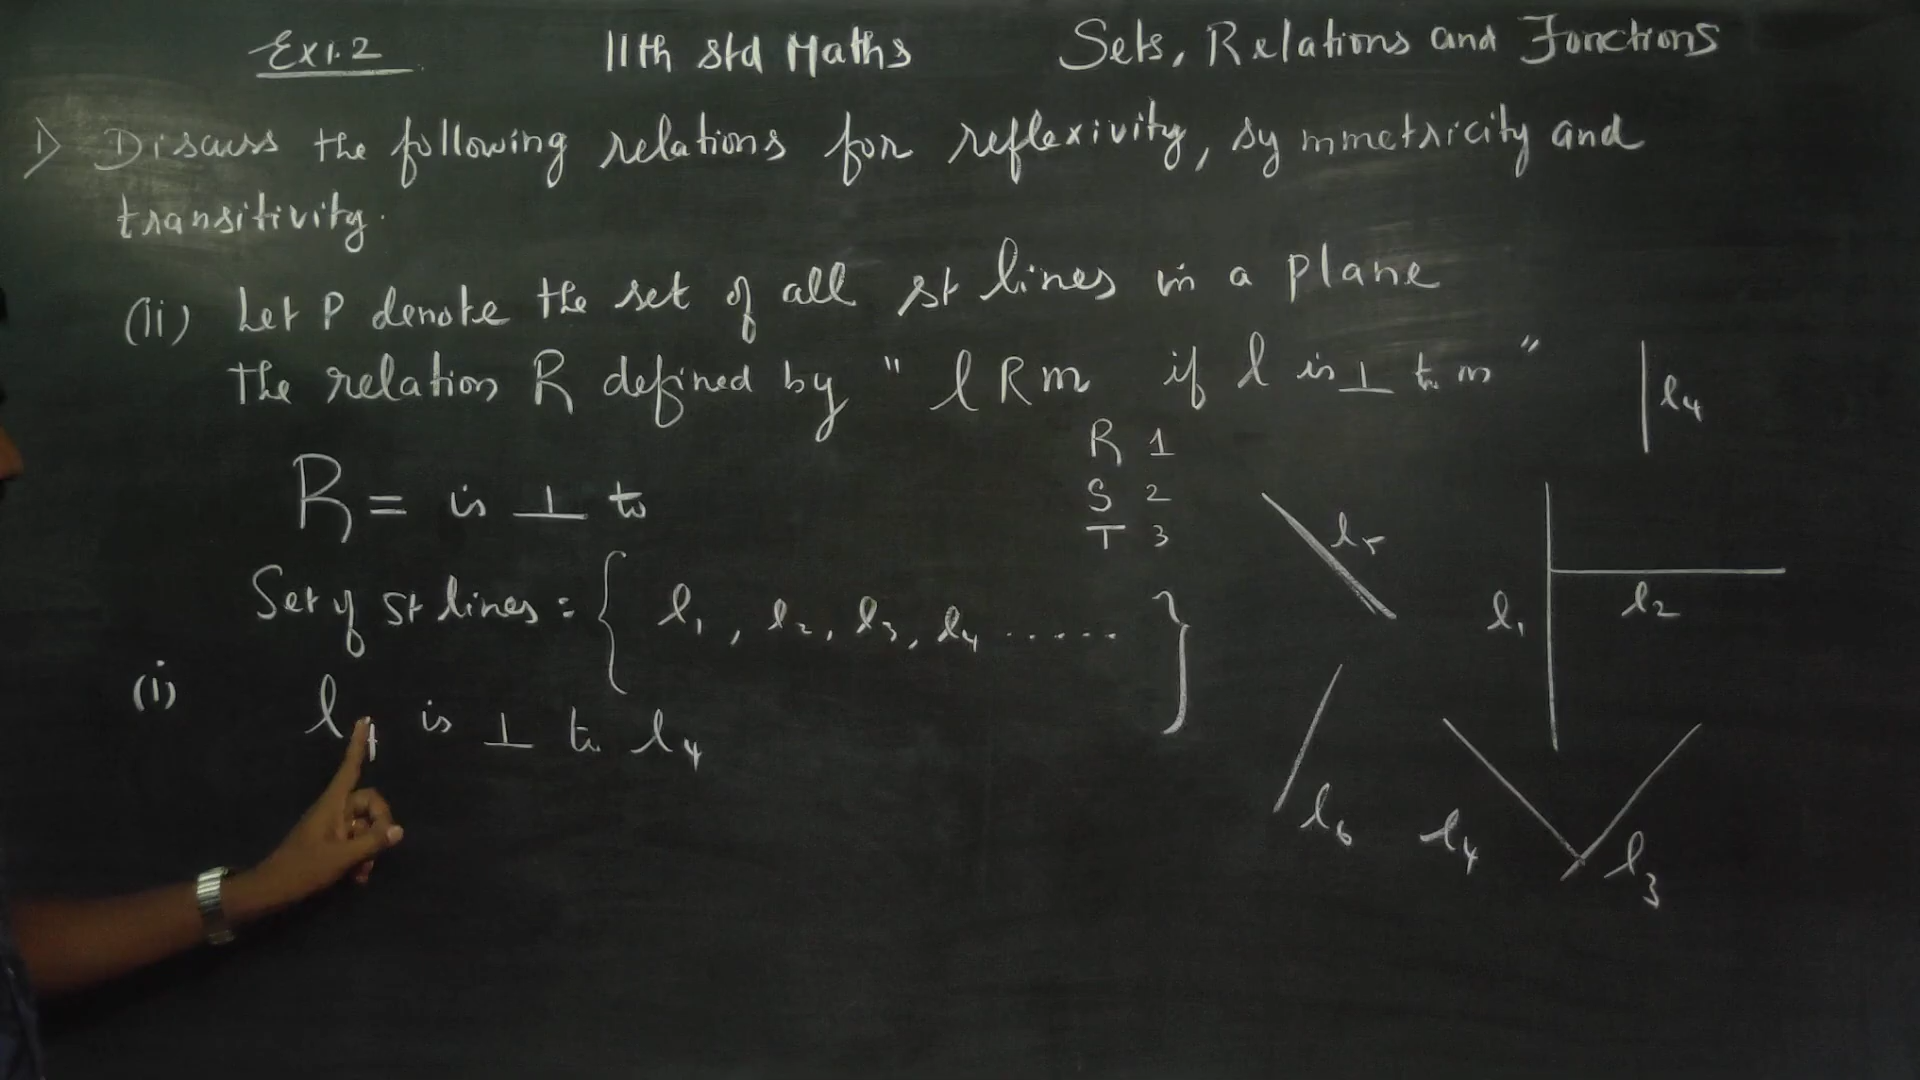 Ex 1.2 11th std Maths Sets, Relations and Functions
1) Discuss the following relations for reflexivity, symmetricity and
transitivity.
(ii) Let P denote the set of all st lines in a plane
The relation R defined by " l R m if l is ⊥ to m "
l₄
R 1
R = is ⊥ to
S 2
T 3
l₅
Set of St lines = { l₁, l₂, l₃, l₄ ...... }
l₁ l₂
(i) l₁ is ⊥ to l₄
l₆ l₄ l₃